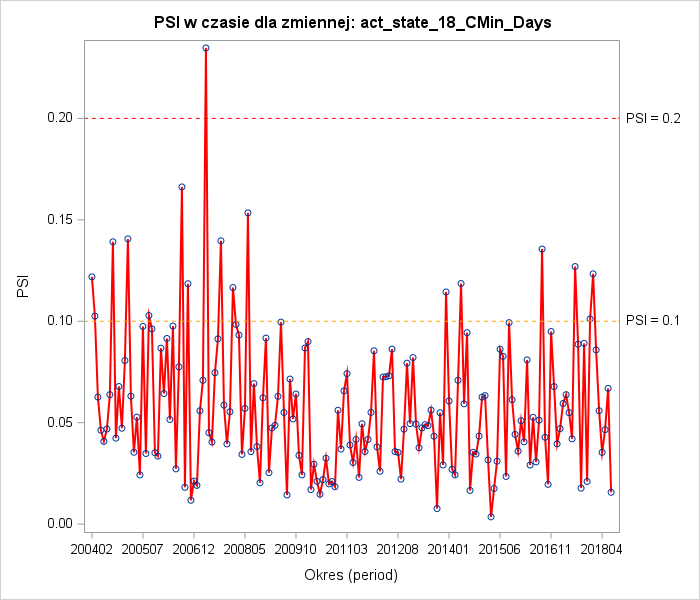 PSI w czasie dla zmiennej: act_state_18_CMin_Days
0.20
PSI = 0.2
0.15
PSI
0.10
PSI = 0.1
0.05
0.00
200402 200507 200612 200805 200910 201103 201208 201401 201506 201611 201804
Okres (period)